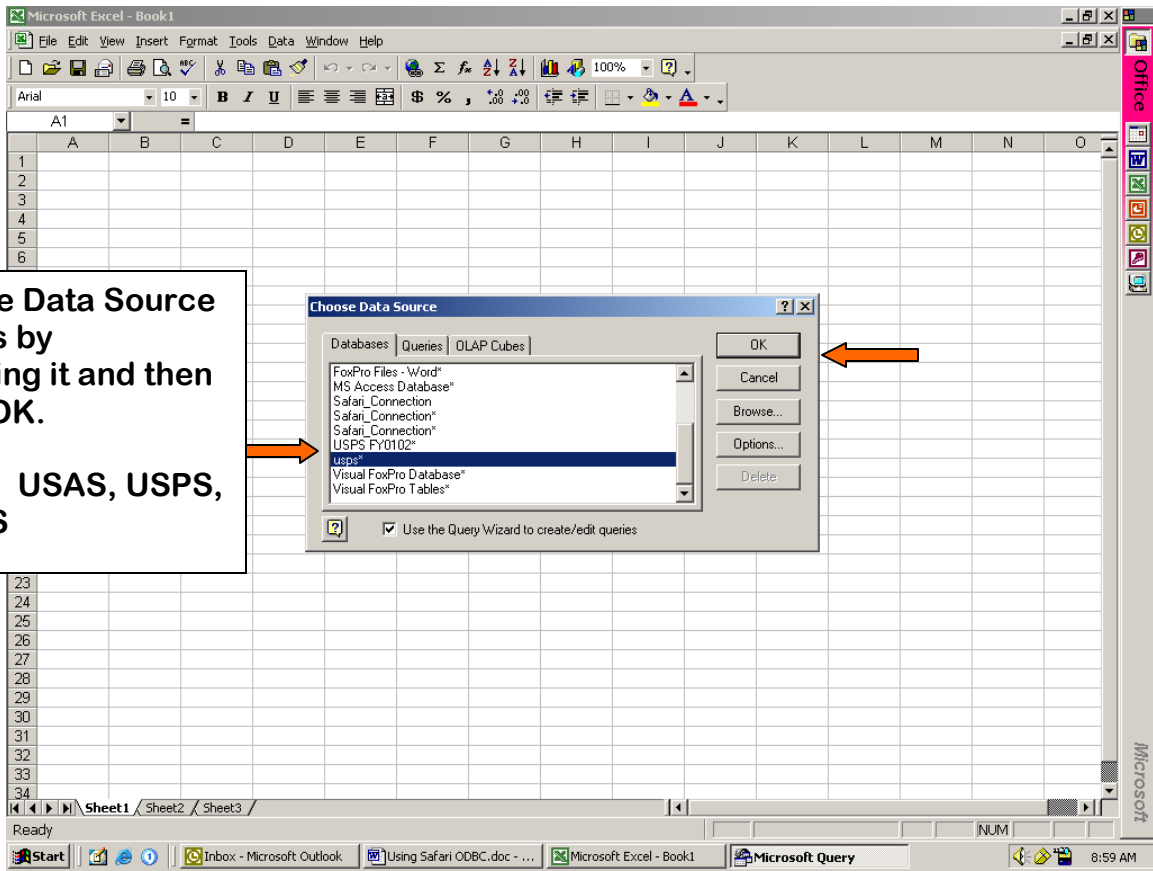 Microsoft Excel - Book1
File Edit View Insert Format Tools Data Window Help
100%
Arial 10 B I U $ % ,
A1 =
A B C D E F G H I J K L M N O
1
2
3
4
5
6
e Data Source
s by
ing it and then
OK.
USAS, USPS,
S
Choose Data Source
Databases Queries OLAP Cubes
FoxPro Files - Word*
MS Access Database*
Safari_Connection
Safari_Connection*
Safari_Connection*
USPS FY0102*
usps*
Visual FoxPro Database*
Visual FoxPro Tables*
OK
Cancel
Browse...
Options...
Delete
Use the Query Wizard to create/edit queries
23
24
25
26
27
28
29
30
31
32
33
34
Sheet1 Sheet2 Sheet3
Ready
NUM
Office
Microsoft
Start Inbox - Microsoft Outlook Using Safari ODBC.doc - ... Microsoft Excel - Book1 Microsoft Query 8:59 AM